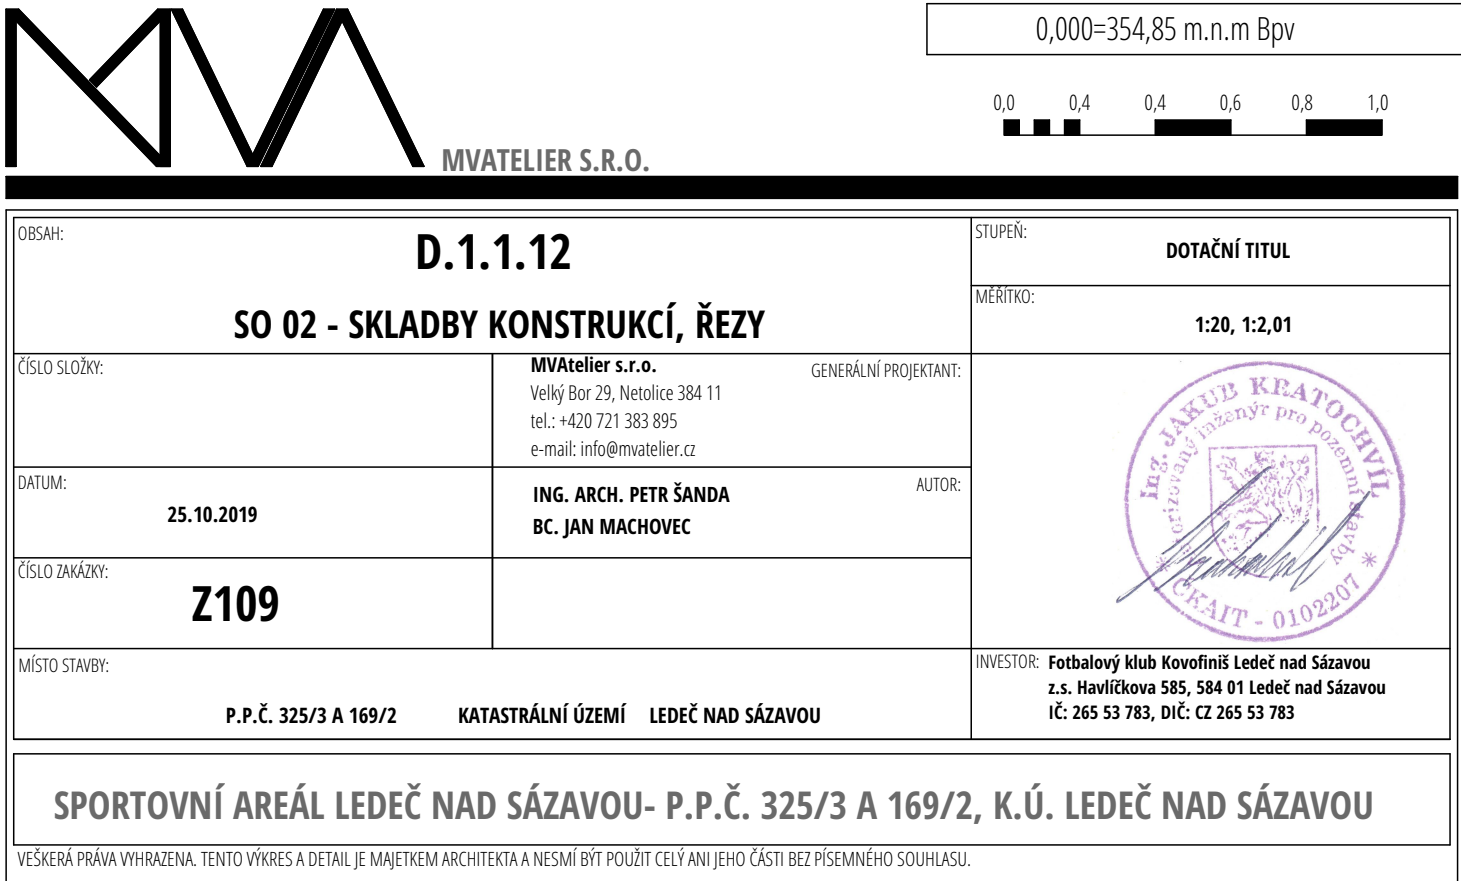 MVA
MVATELIER S.R.O.
0,000=354,85 m.n.m Bpv
0,0 0,4 0,4 0,6 0,8 1,0
OBSAH:
D.1.1.12
SO 02 - SKLADBY KONSTRUKCÍ, ŘEZY
STUPEŇ:
DOTAČNÍ TITUL
MĚŘÍTKO:
1:20, 1:2,01
ČÍSLO SLOŽKY:
MVAtelier s.r.o.
GENERÁLNÍ PROJEKTANT:
Velký Bor 29, Netolice 384 11
tel.: +420 721 383 895
e-mail: info@mvatelier.cz
DATUM:
25.10.2019
AUTOR:
ING. ARCH. PETR ŠANDA
BC. JAN MACHOVEC
Ing. JAKUB KRATOCHVÍL
inženýr pro pozemní stavby
* ČKAIT - 0102207 *
ČÍSLO ZAKÁZKY:
Z109
MÍSTO STAVBY:
P.P.Č. 325/3 A 169/2 KATASTRÁLNÍ ÚZEMÍ LEDEČ NAD SÁZAVOU
INVESTOR: Fotbalový klub Kovofiniš Ledeč nad Sázavou
z.s. Havlíčkova 585, 584 01 Ledeč nad Sázavou
IČ: 265 53 783, DIČ: CZ 265 53 783
SPORTOVNÍ AREÁL LEDEČ NAD SÁZAVOU- P.P.Č. 325/3 A 169/2, K.Ú. LEDEČ NAD SÁZAVOU
VEŠKERÁ PRÁVA VYHRAZENA. TENTO VÝKRES A DETAIL JE MAJETKEM ARCHITEKTA A NESMÍ BÝT POUŽIT CELÝ ANI JEHO ČÁSTI BEZ PÍSEMNÉHO SOUHLASU.